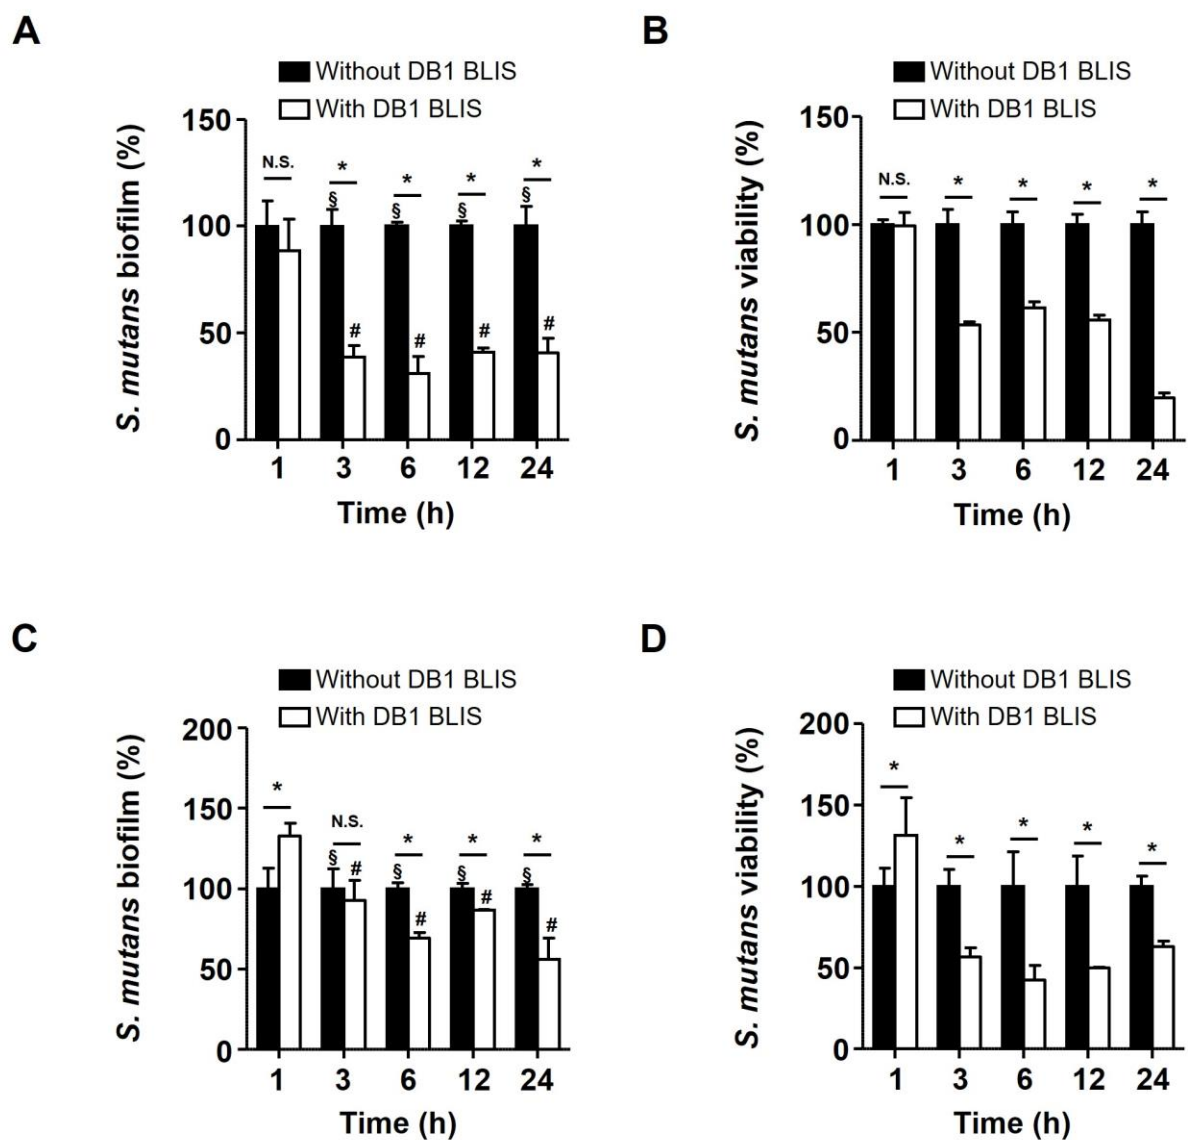 A
Without DB1 BLIS
With DB1 BLIS
S. mutans biofilm (%)
150
100
50
0
N.S.
*
*
*
*
§
§
§
§
#
#
#
#
1 3 6 12 24
Time (h)
B
Without DB1 BLIS
With DB1 BLIS
S. mutans viability (%)
150
100
50
0
N.S.
*
*
*
*
1 3 6 12 24
Time (h)
C
Without DB1 BLIS
With DB1 BLIS
S. mutans biofilm (%)
200
150
100
50
0
*
N.S.
*
*
*
§
#
§
#
§
#
§
#
1 3 6 12 24
Time (h)
D
Without DB1 BLIS
With DB1 BLIS
S. mutans viability (%)
200
150
100
50
0
*
*
*
*
*
1 3 6 12 24
Time (h)